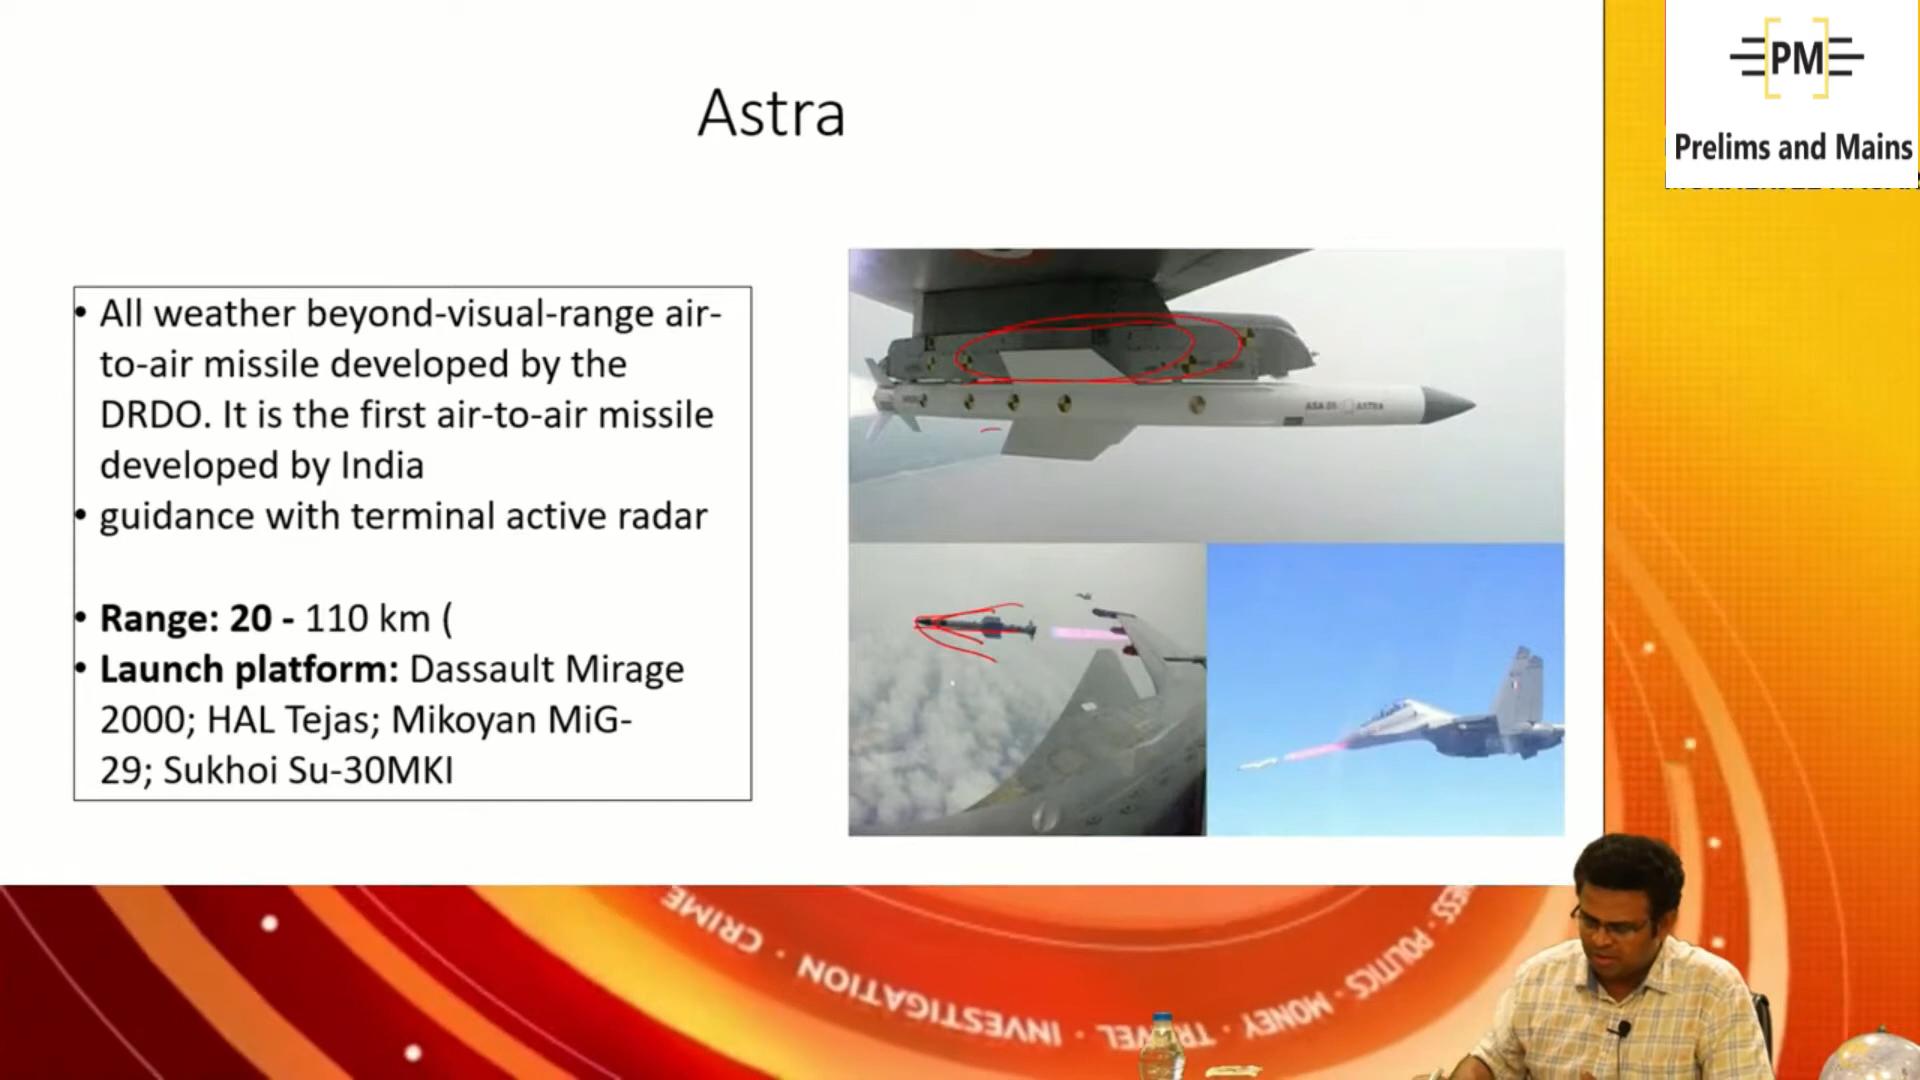 PM
Prelims and Mains
Astra
• All weather beyond-visual-range air-
to-air missile developed by the
DRDO. It is the first air-to-air missile
developed by India
• guidance with terminal active radar
• Range: 20 - 110 km (
• Launch platform: Dassault Mirage
2000; HAL Tejas; Mikoyan MiG-
29; Sukhoi Su-30MKI
ASTRA
CRIME · INVESTIGATION · TRAVEL · MONEY · POLITICS ·